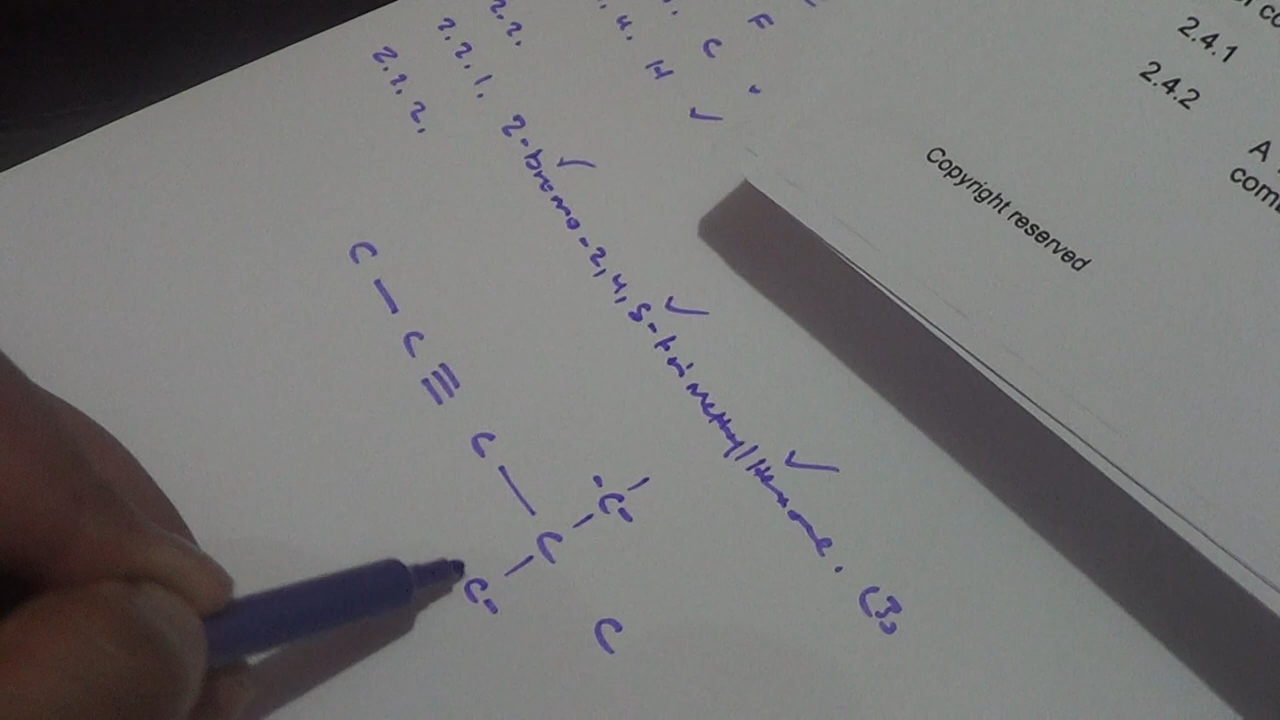 F
C
H
2.2.
2.2.1. 2-bromo-2,4,5-trimethylhexane. (3)
2.2.2.
C - C ≡ C - C C
-C-
C-
2.4.1
2.4.2
A
Copyright reserved